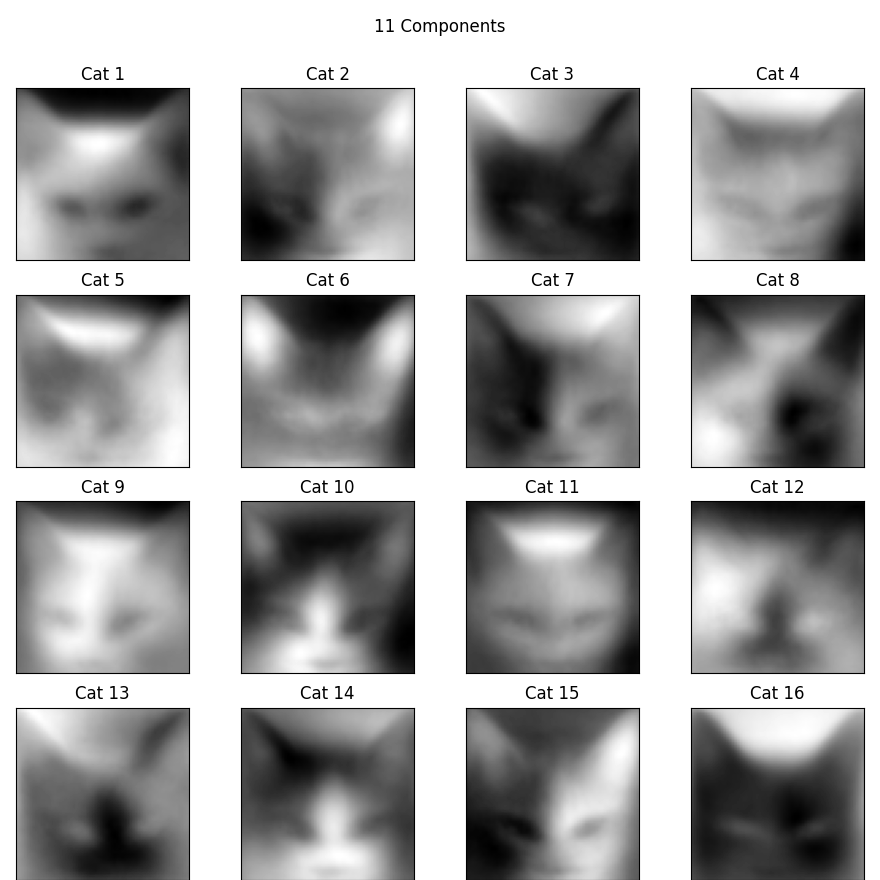 11 Components
Cat 1 Cat 2 Cat 3 Cat 4
Cat 5 Cat 6 Cat 7 Cat 8
Cat 9 Cat 10 Cat 11 Cat 12
Cat 13 Cat 14 Cat 15 Cat 16